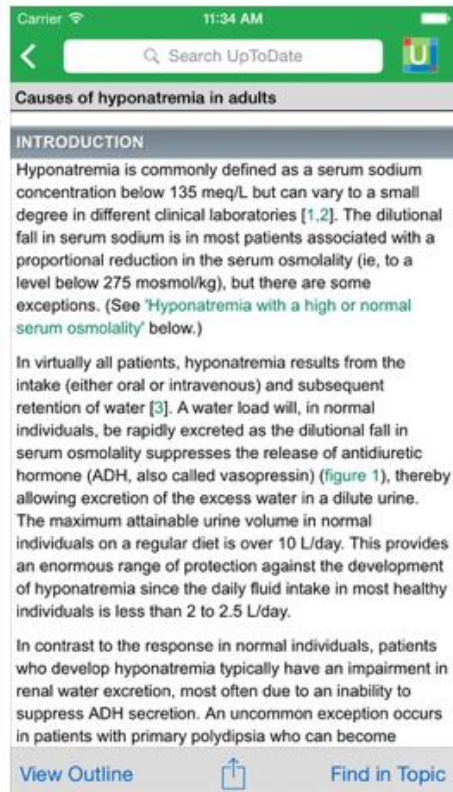 Carrier 11:34 AM
Search UpToDate U
Causes of hyponatremia in adults
INTRODUCTION
Hyponatremia is commonly defined as a serum sodium
concentration below 135 meq/L but can vary to a small
degree in different clinical laboratories [1,2]. The dilutional
fall in serum sodium is in most patients associated with a
proportional reduction in the serum osmolality (ie, to a
level below 275 mosmol/kg), but there are some
exceptions. (See 'Hyponatremia with a high or normal
serum osmolality' below.)
In virtually all patients, hyponatremia results from the
intake (either oral or intravenous) and subsequent
retention of water [3]. A water load will, in normal
individuals, be rapidly excreted as the dilutional fall in
serum osmolality suppresses the release of antidiuretic
hormone (ADH, also called vasopressin) (figure 1), thereby
allowing excretion of the excess water in a dilute urine.
The maximum attainable urine volume in normal
individuals on a regular diet is over 10 L/day. This provides
an enormous range of protection against the development
of hyponatremia since the daily fluid intake in most healthy
individuals is less than 2 to 2.5 L/day.
In contrast to the response in normal individuals, patients
who develop hyponatremia typically have an impairment in
renal water excretion, most often due to an inability to
suppress ADH secretion. An uncommon exception occurs
in patients with primary polydipsia who can become
View Outline Find in Topic